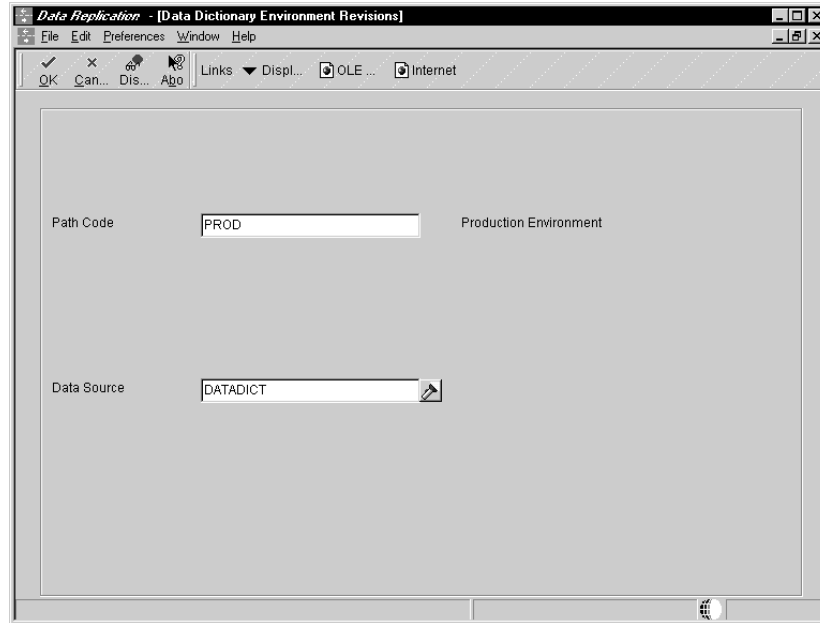 Data Replication - [Data Dictionary Environment Revisions]
File Edit Preferences Window Help
OK Can... Dis... Abo Links Displ... OLE ... Internet
Path Code PROD Production Environment
Data Source DATADICT